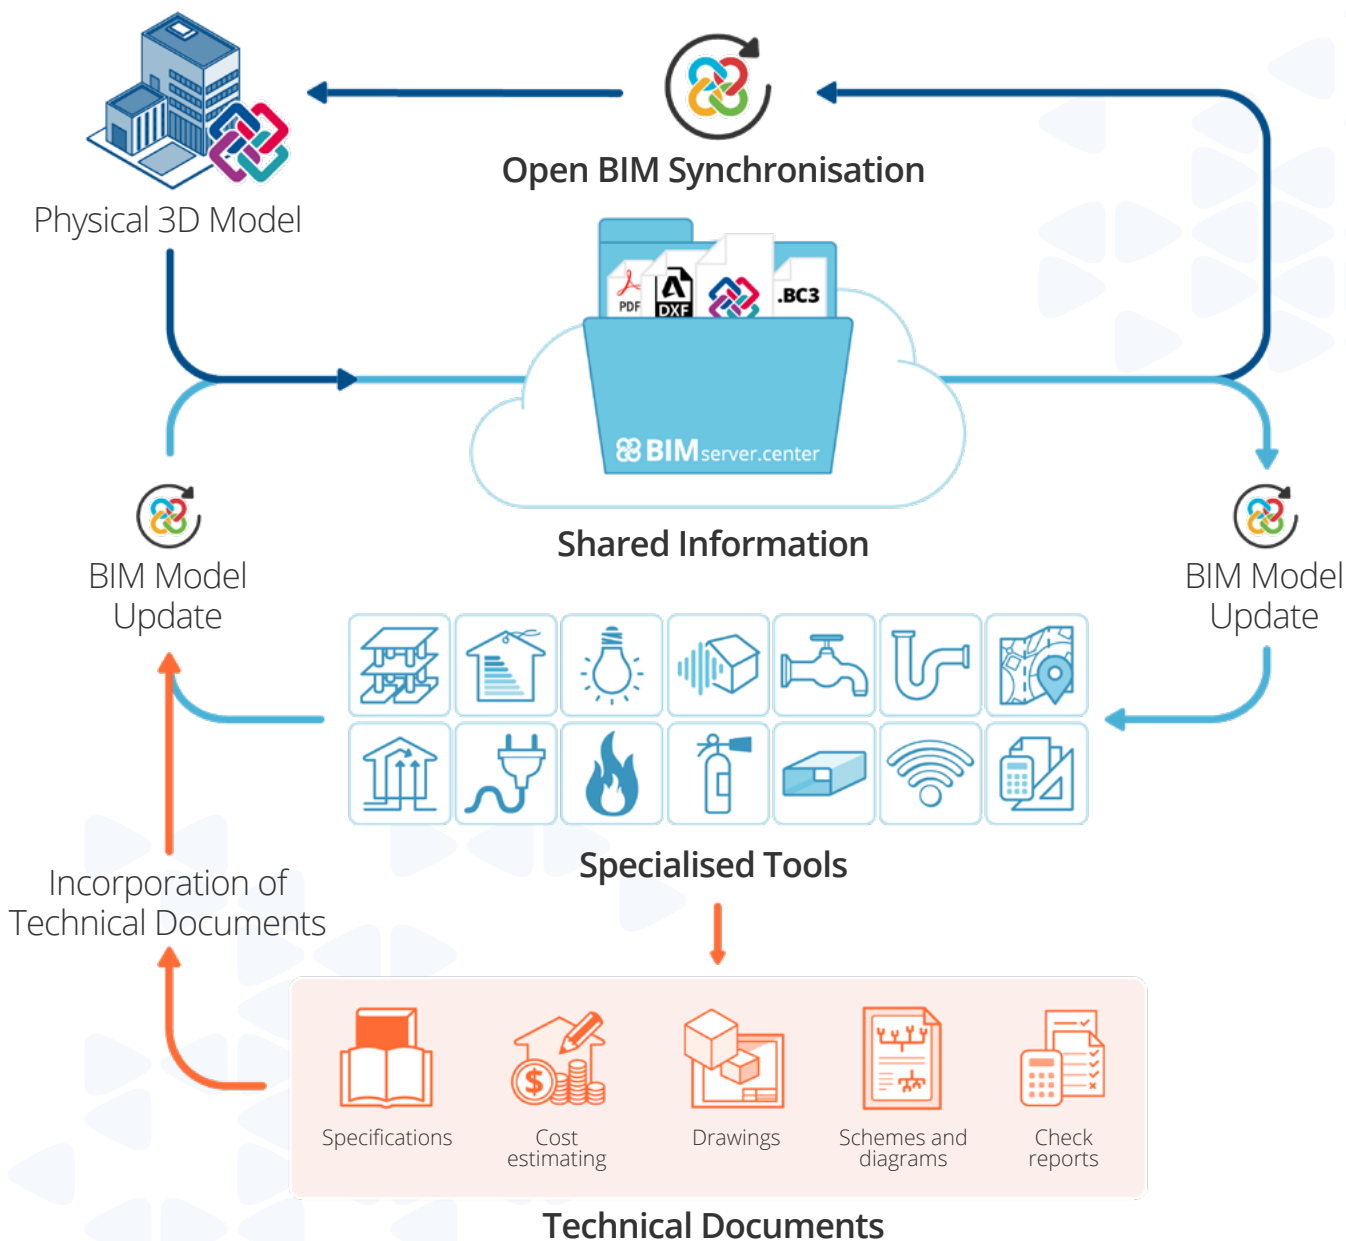 Open BIM Synchronisation
Physical 3D Model
PDF
DXF
.BC3
BIMserver.center
Shared Information
BIM Model
Update
BIM Model
Update
Specialised Tools
Incorporation of
Technical Documents
$
Specifications
Cost
estimating
Drawings
Schemes and
diagrams
Check
reports
Technical Documents